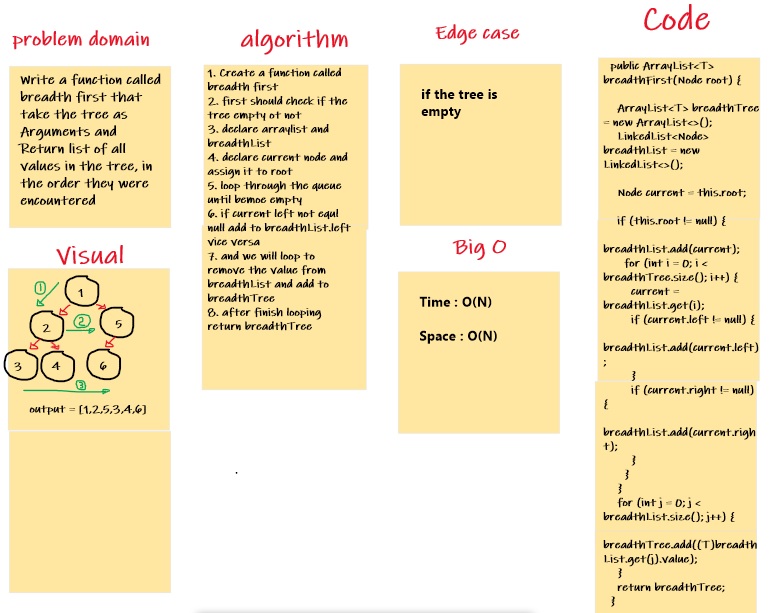 problem domain
Write a function called
breadth first that
take the tree as
Arguments and
Return list of all
values in the tree, in
the order they were
encountered
Visual
1
1
2
2
5
3
4
6
3
output = [1,2,5,3,4,6]
algorithm
1. Create a function called
breadth first
2. first should check if the
tree empty ot not
3. declare arraylist and
breadthList
4. declare current node and
assign it to root
5. loop through the queue
until bemoe empty
6. if current left not equl
null add to breadthList.left
vice versa
7. and we will loop to
remove the value from
breadthList and add to
breadthTree
8. after finish looping
return breadthTree
Edge case
if the tree is
empty
Big O
Time : O(N)
Space : O(N)
Code
public ArrayList<T>
breadthFirst(Node root) {
ArrayList<T> breadthTree
= new ArrayList<>();
LinkedList<Node>
breadthList = new
LinkedList<>();
Node current = this.root;
if (this.root != null) {
breadthList.add(current);
for (int i = 0; i <
breadthTree.size(); i++) {
current =
breadthList.get(i);
if (current.left != null) {
breadthList.add(current.left)
;
}
if (current.right != null)
{
breadthList.add(current.righ
t);
}
}
}
for (int j = 0; j <
breadthList.size(); j++) {
breadthTree.add((T)breadth
List.get(j).value);
}
return breadthTree;
}